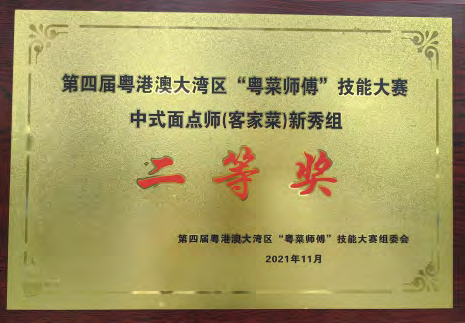 第四届粤港澳大湾区“粤菜师傅”技能大赛
中式面点师(客家菜)新秀组
二等奖
第四届粤港澳大湾区“粤菜师傅”技能大赛组委会
2021年11月